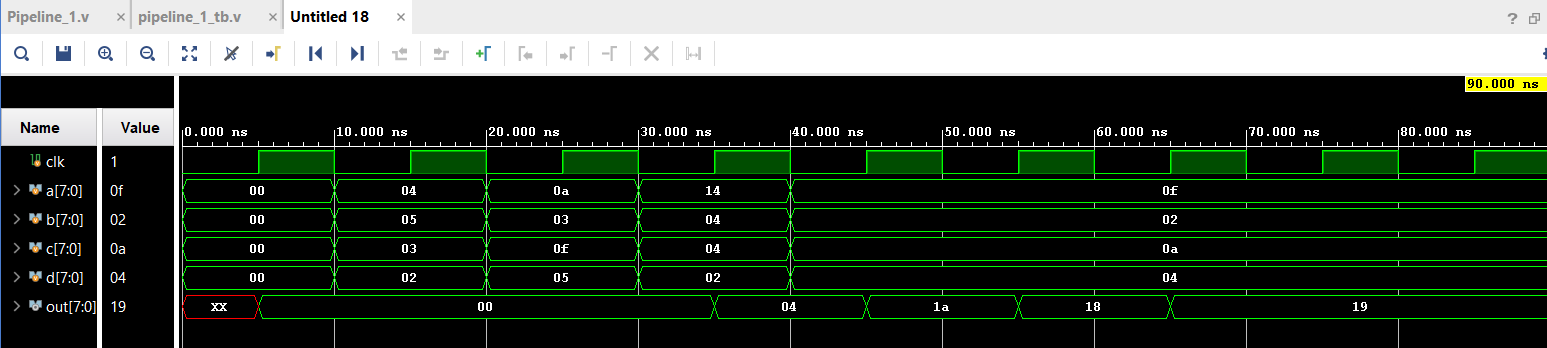 Pipeline_1.v × pipeline_1_tb.v × Untitled 18 ×
?
90.000 ns
Name Value 0.000 ns 10.000 ns 20.000 ns 30.000 ns 40.000 ns 50.000 ns 60.000 ns 70.000 ns 80.000 ns
clk 1
a[7:0] 0f 00 04 0a 14 0f
b[7:0] 02 00 05 03 04 02
c[7:0] 0a 00 03 0f 04 0a
d[7:0] 04 00 02 05 02 04
out[7:0] 19 XX 00 04 1a 18 19